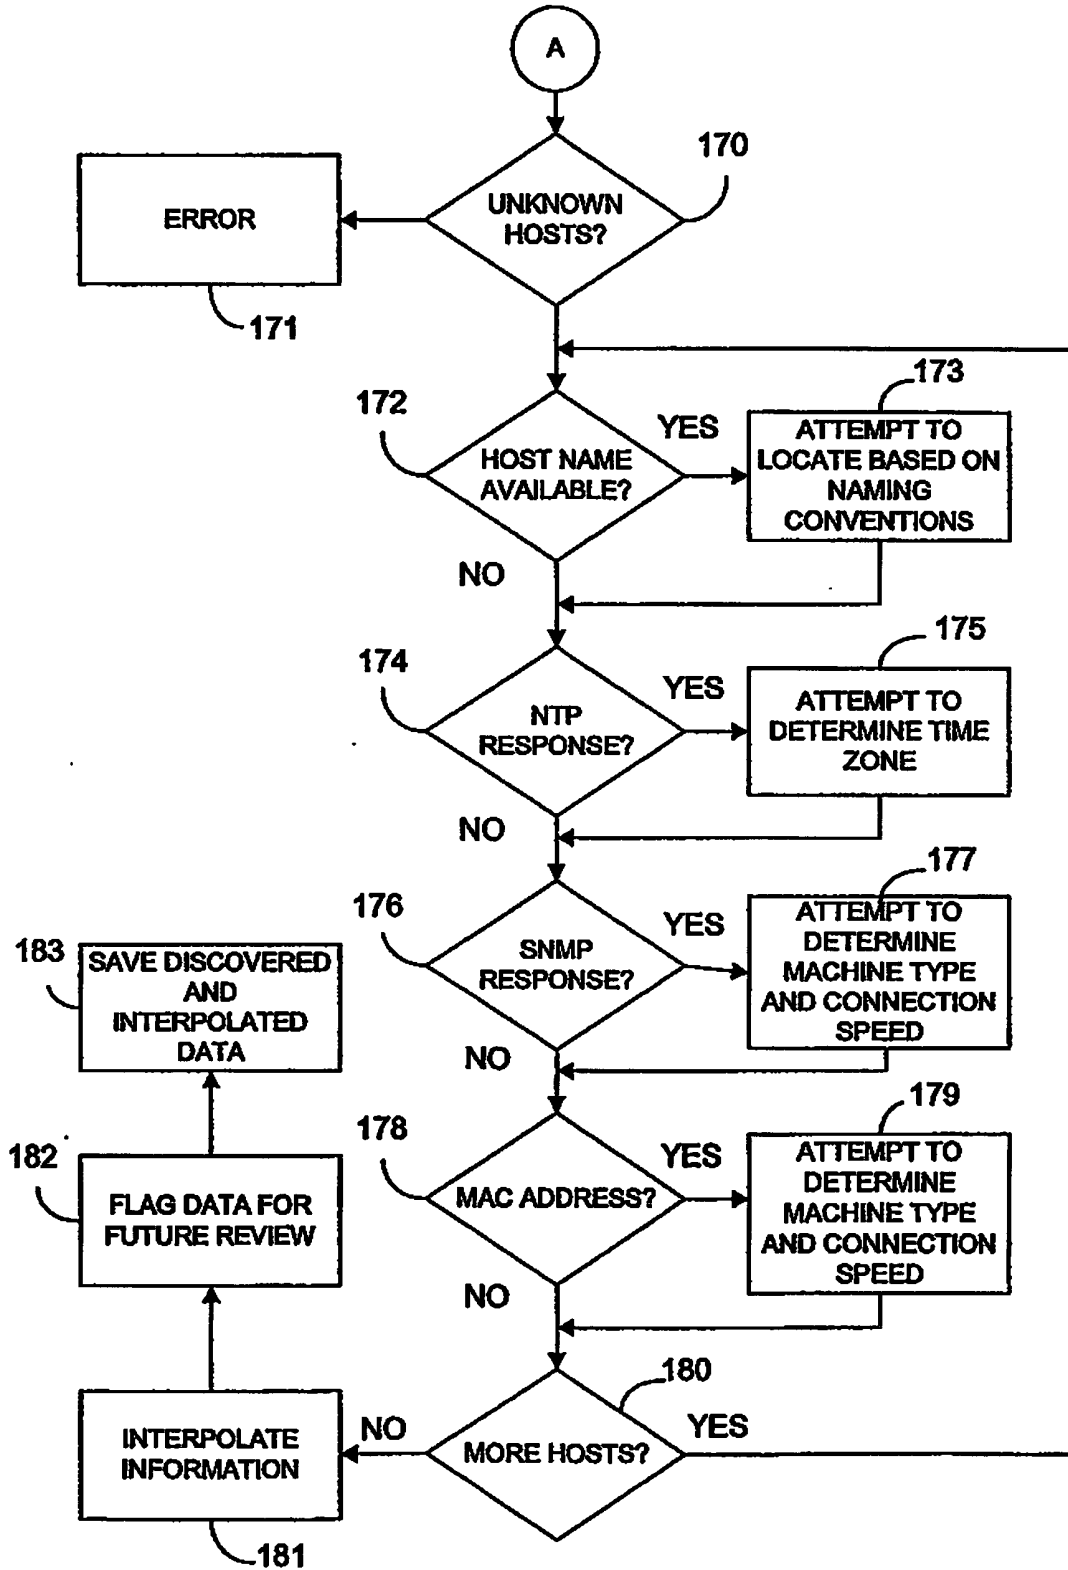 A
170
UNKNOWN
HOSTS?
ERROR
171
172
HOST NAME
AVAILABLE?
YES
173
ATTEMPT TO
LOCATE BASED ON
NAMING
CONVENTIONS
NO
174
NTP
RESPONSE?
YES
175
ATTEMPT TO
DETERMINE TIME
ZONE
NO
176
SNMP
RESPONSE?
YES
177
ATTEMPT TO
DETERMINE
MACHINE TYPE
AND CONNECTION
SPEED
NO
178
MAC ADDRESS?
YES
179
ATTEMPT TO
DETERMINE
MACHINE TYPE
AND CONNECTION
SPEED
NO
180
MORE HOSTS?
YES
NO
INTERPOLATE
INFORMATION
181
182
FLAG DATA FOR
FUTURE REVIEW
183
SAVE DISCOVERED
AND
INTERPOLATED
DATA